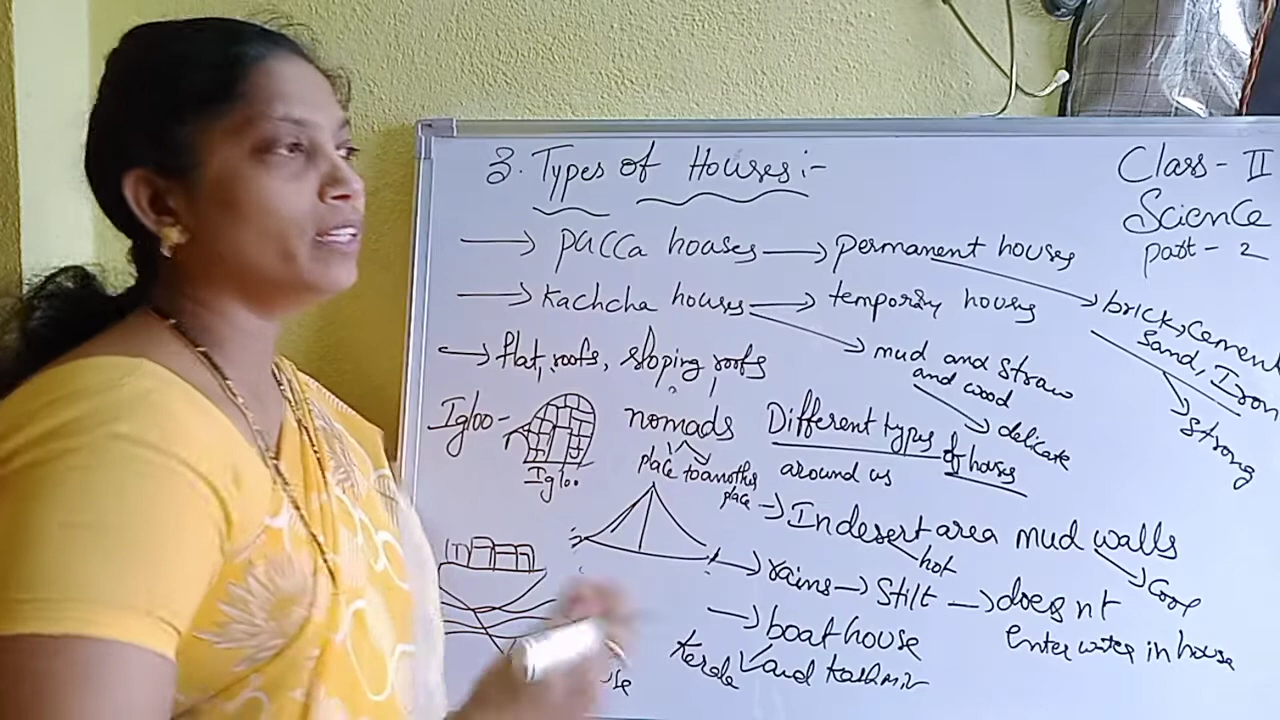 3. Types of Houses:-
Class - II
Science
part - 2
→ pucca houses → permanent houses
brick, cement
Sand, Iron
strong
→ kachcha houses → temporary houses
mud and straw
and wood
delicate
→ flat, roofs, sloping roofs
Igloo -
Igloo
nomads
place to another
place
Different types of houses
around us
→ In desert area mud walls
hot
Cool
→ rains → Stilt → does nt
enter water in house
→ boat house
Kerala and Kashmir